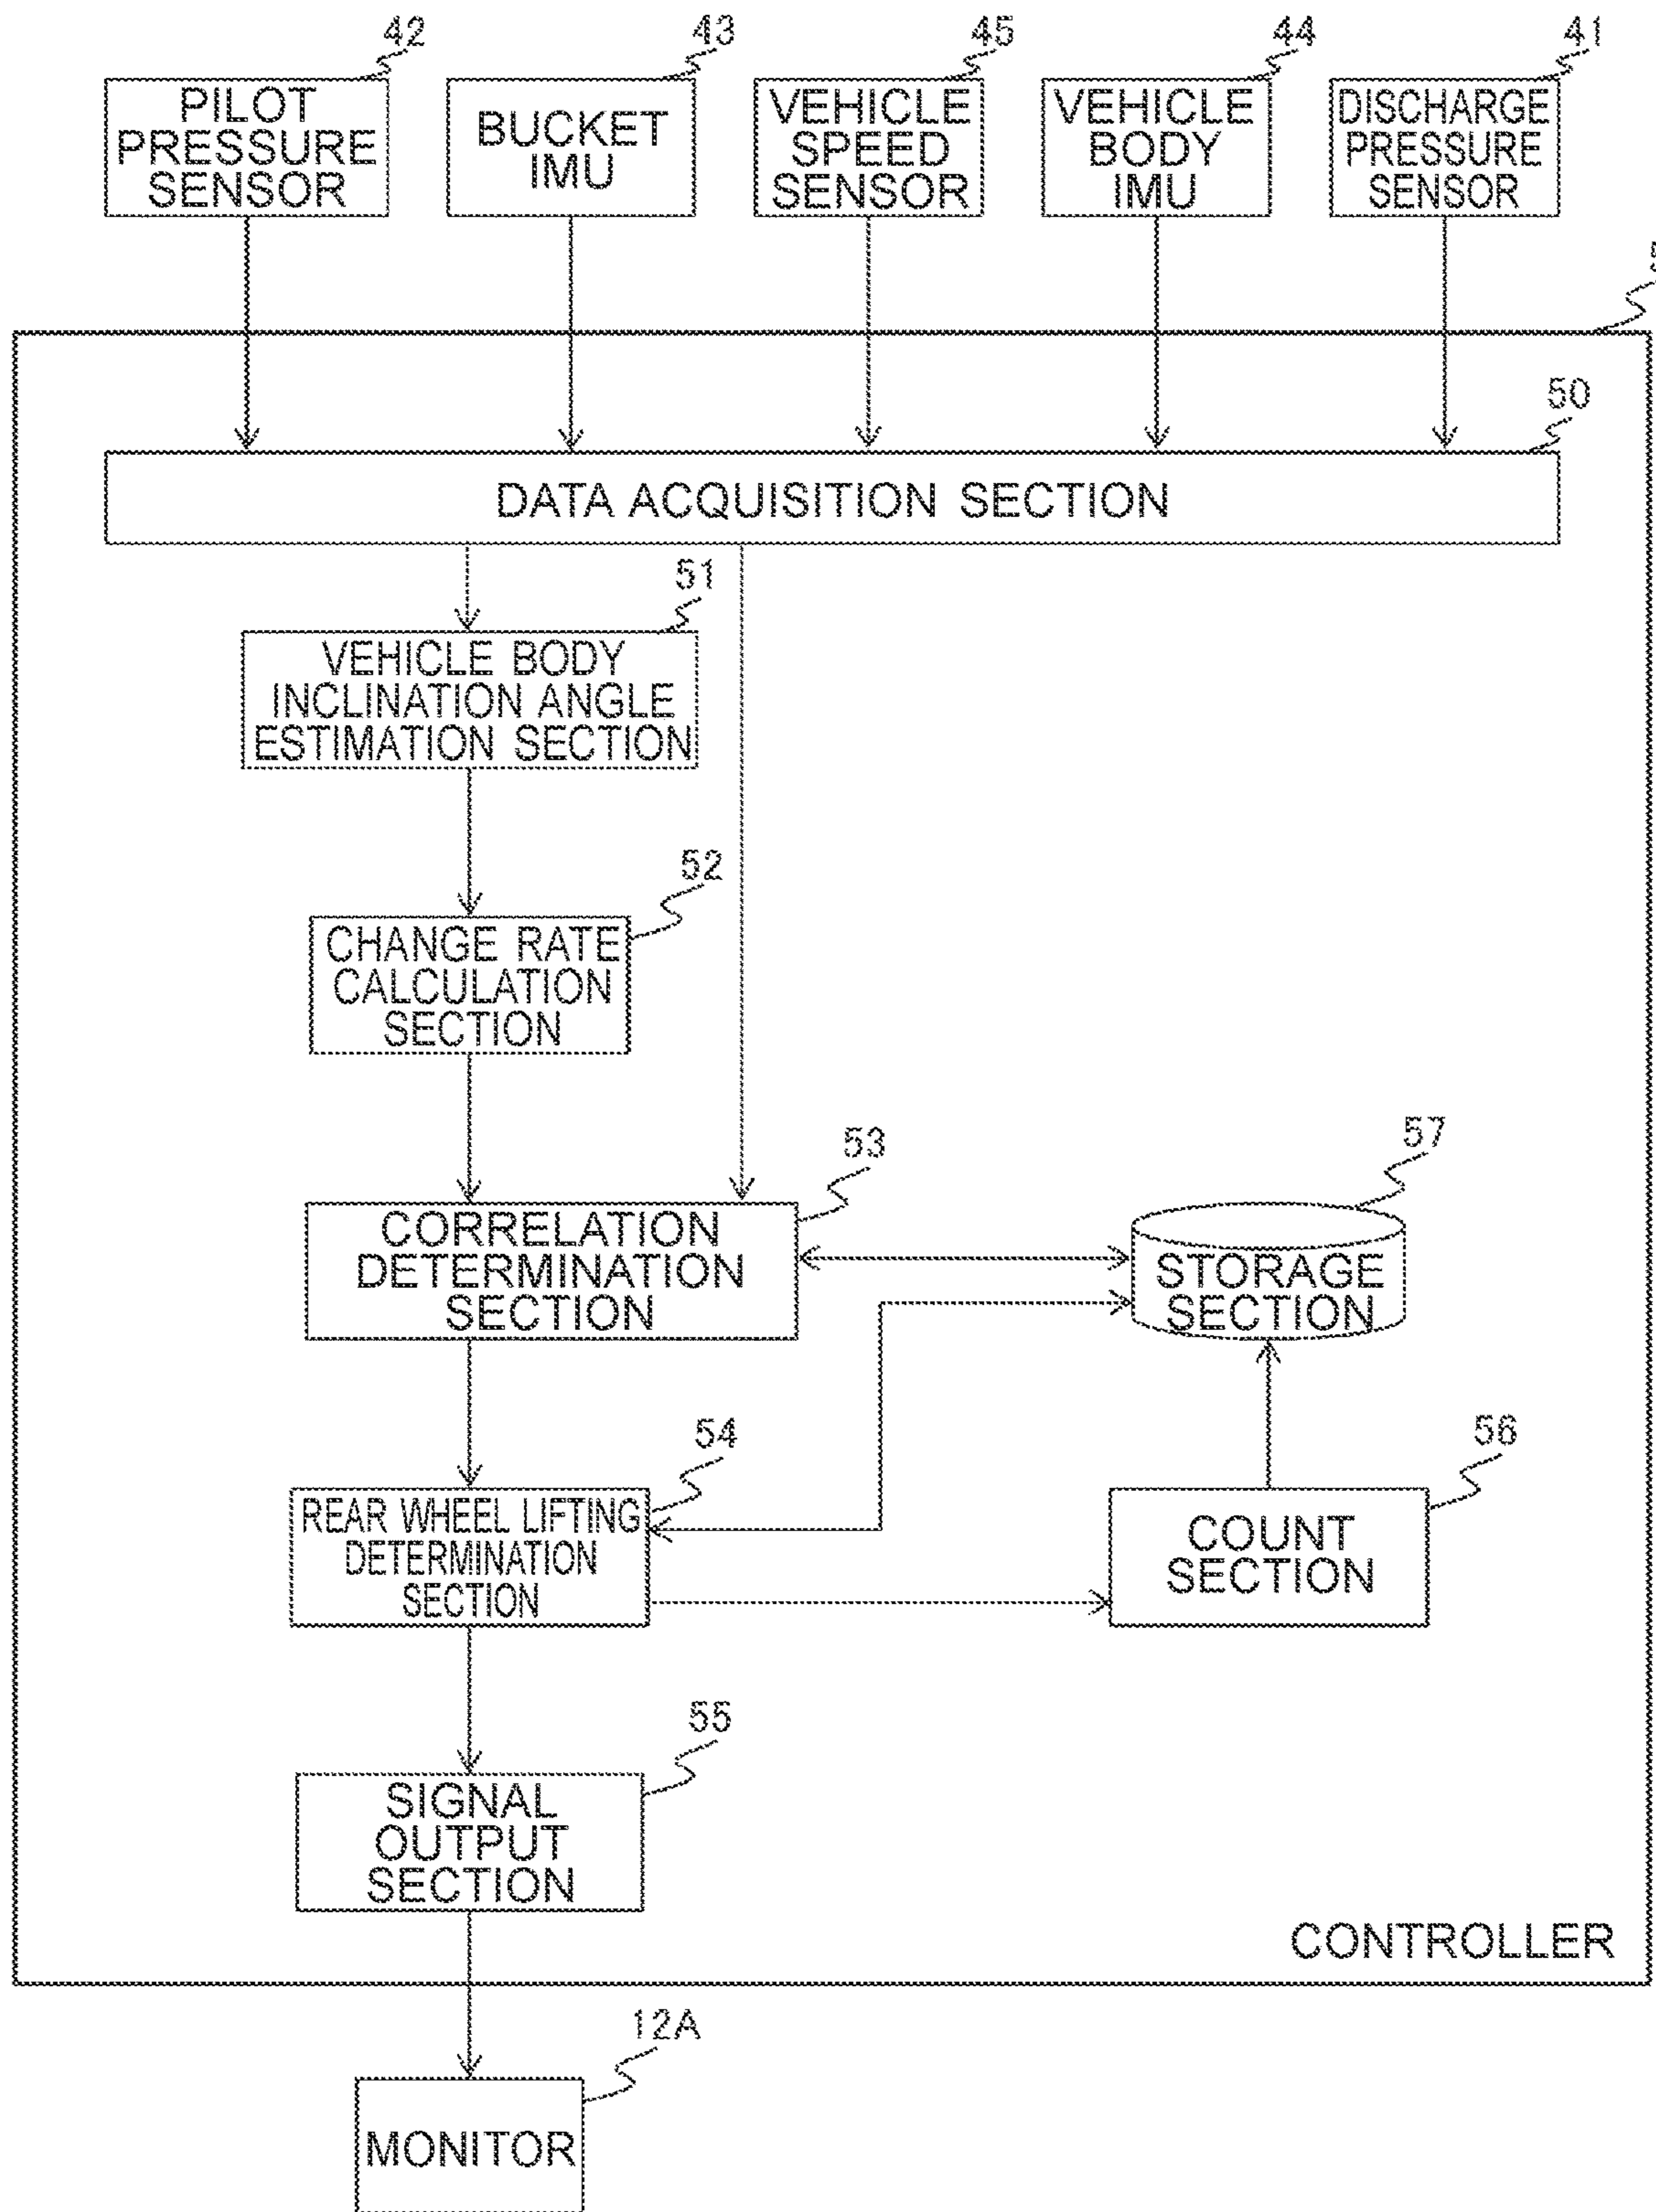 42
43
45
44
41
PILOT
PRESSURE
SENSOR
BUCKET
IMU
VEHICLE
SPEED
SENSOR
VEHICLE
BODY
IMU
DISCHARGE
PRESSURE
SENSOR
50
DATA ACQUISITION SECTION
51
VEHICLE BODY
INCLINATION ANGLE
ESTIMATION SECTION
52
CHANGE RATE
CALCULATION
SECTION
53
CORRELATION
DETERMINATION
SECTION
57
STORAGE
SECTION
54
REAR WHEEL LIFTING
DETERMINATION
SECTION
56
COUNT
SECTION
55
SIGNAL
OUTPUT
SECTION
CONTROLLER
12A
MONITOR